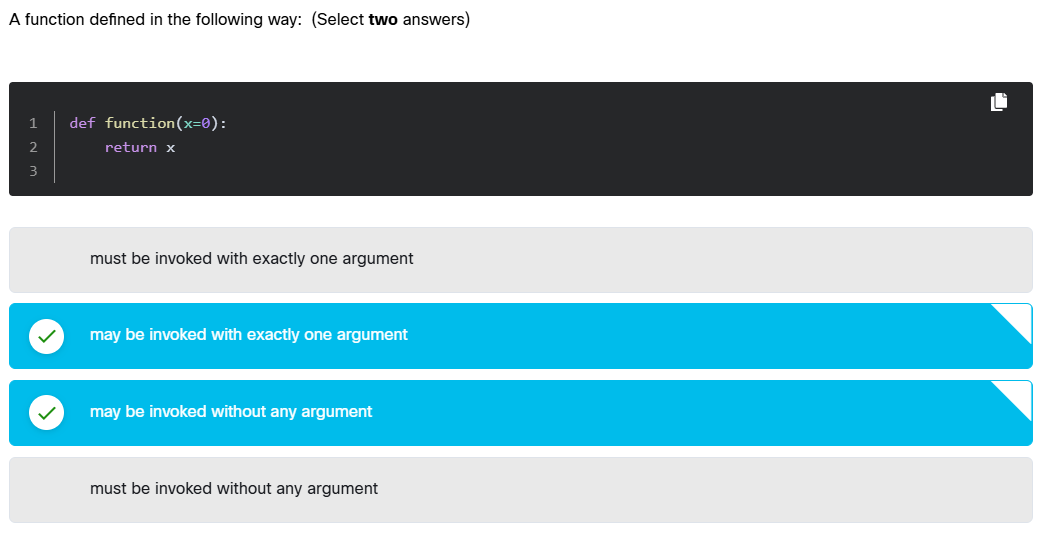 A function defined in the following way:  (Select two answers)
1 def function(x=0):
2     return x
3
must be invoked with exactly one argument
may be invoked with exactly one argument
may be invoked without any argument
must be invoked without any argument